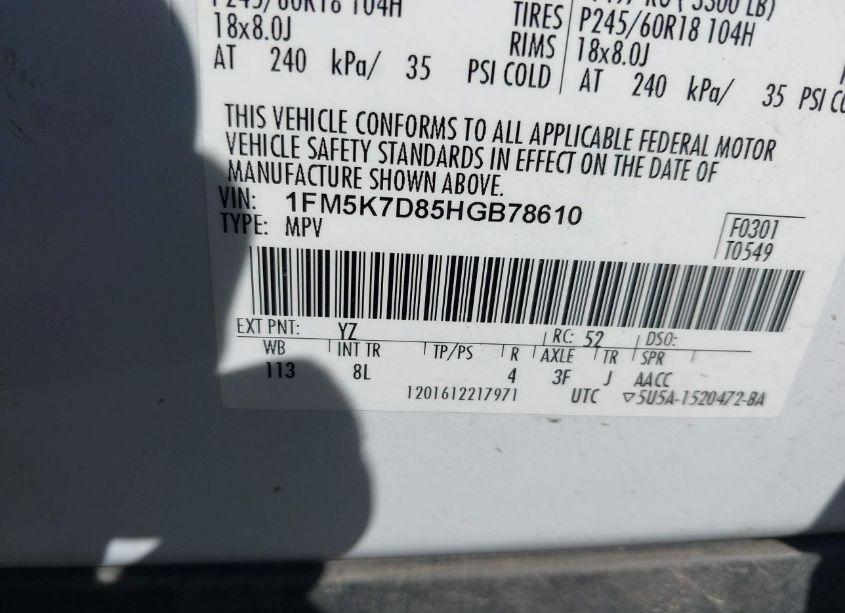 P245/60R18 104H TIRES P245/60R18 104H
18x8.0J RIMS 18x8.0J
AT 240 kPa/ 35 PSI COLD AT 240 kPa/ 35 PSI
THIS VEHICLE CONFORMS TO ALL APPLICABLE FEDERAL MOTOR
VEHICLE SAFETY STANDARDS IN EFFECT ON THE DATE OF
MANUFACTURE SHOWN ABOVE.
VIN: 1FM5K7D85HGB78610
TYPE: MPV
F0301
T0549
EXT PNT: YZ RC: 52 DSO:
WB INT TR TP/PS R AXLE TR SPR
113 8L 4 3F J AACC
1201612217971 UTC ▽5U5A-1520472-BA